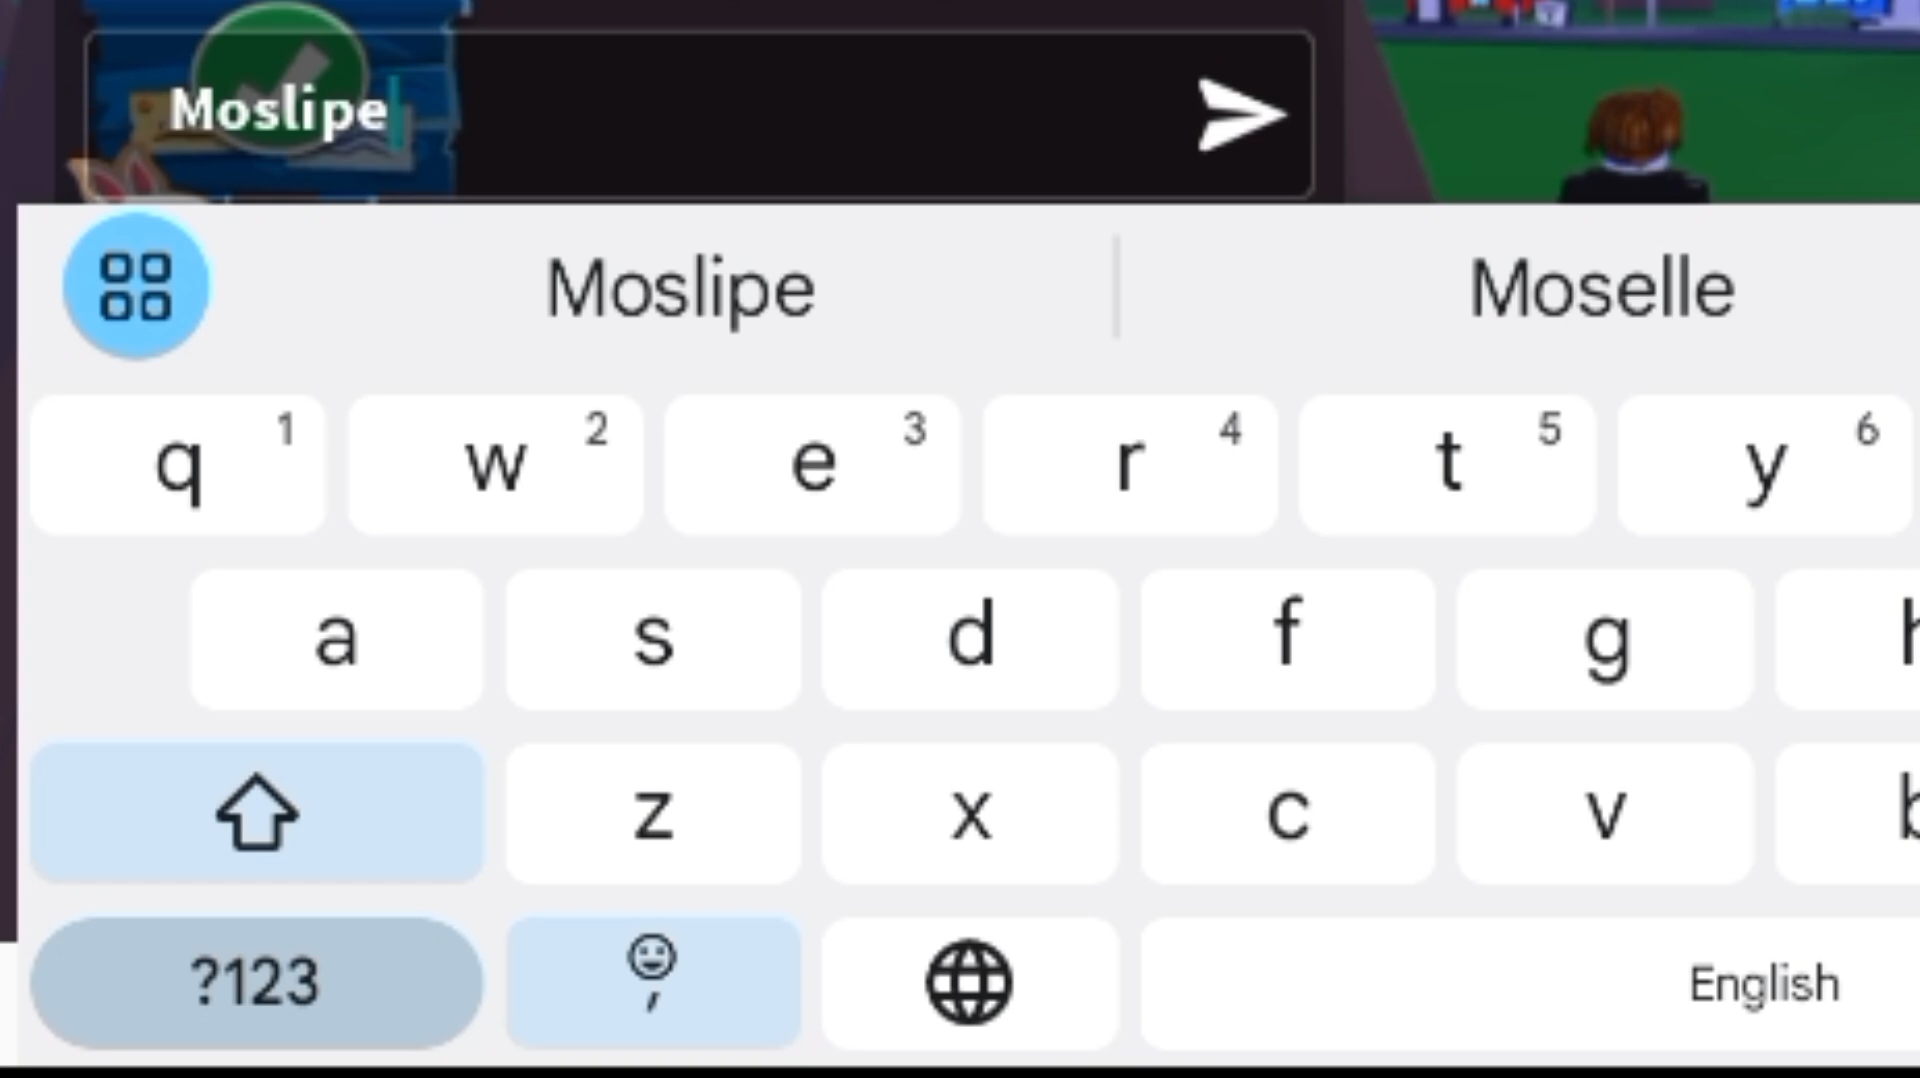 Moslipe
Moslipe Moselle
q 1 w 2 e 3 r 4 t 5 y 6
a s d f g h
z x c v b
?123 , English